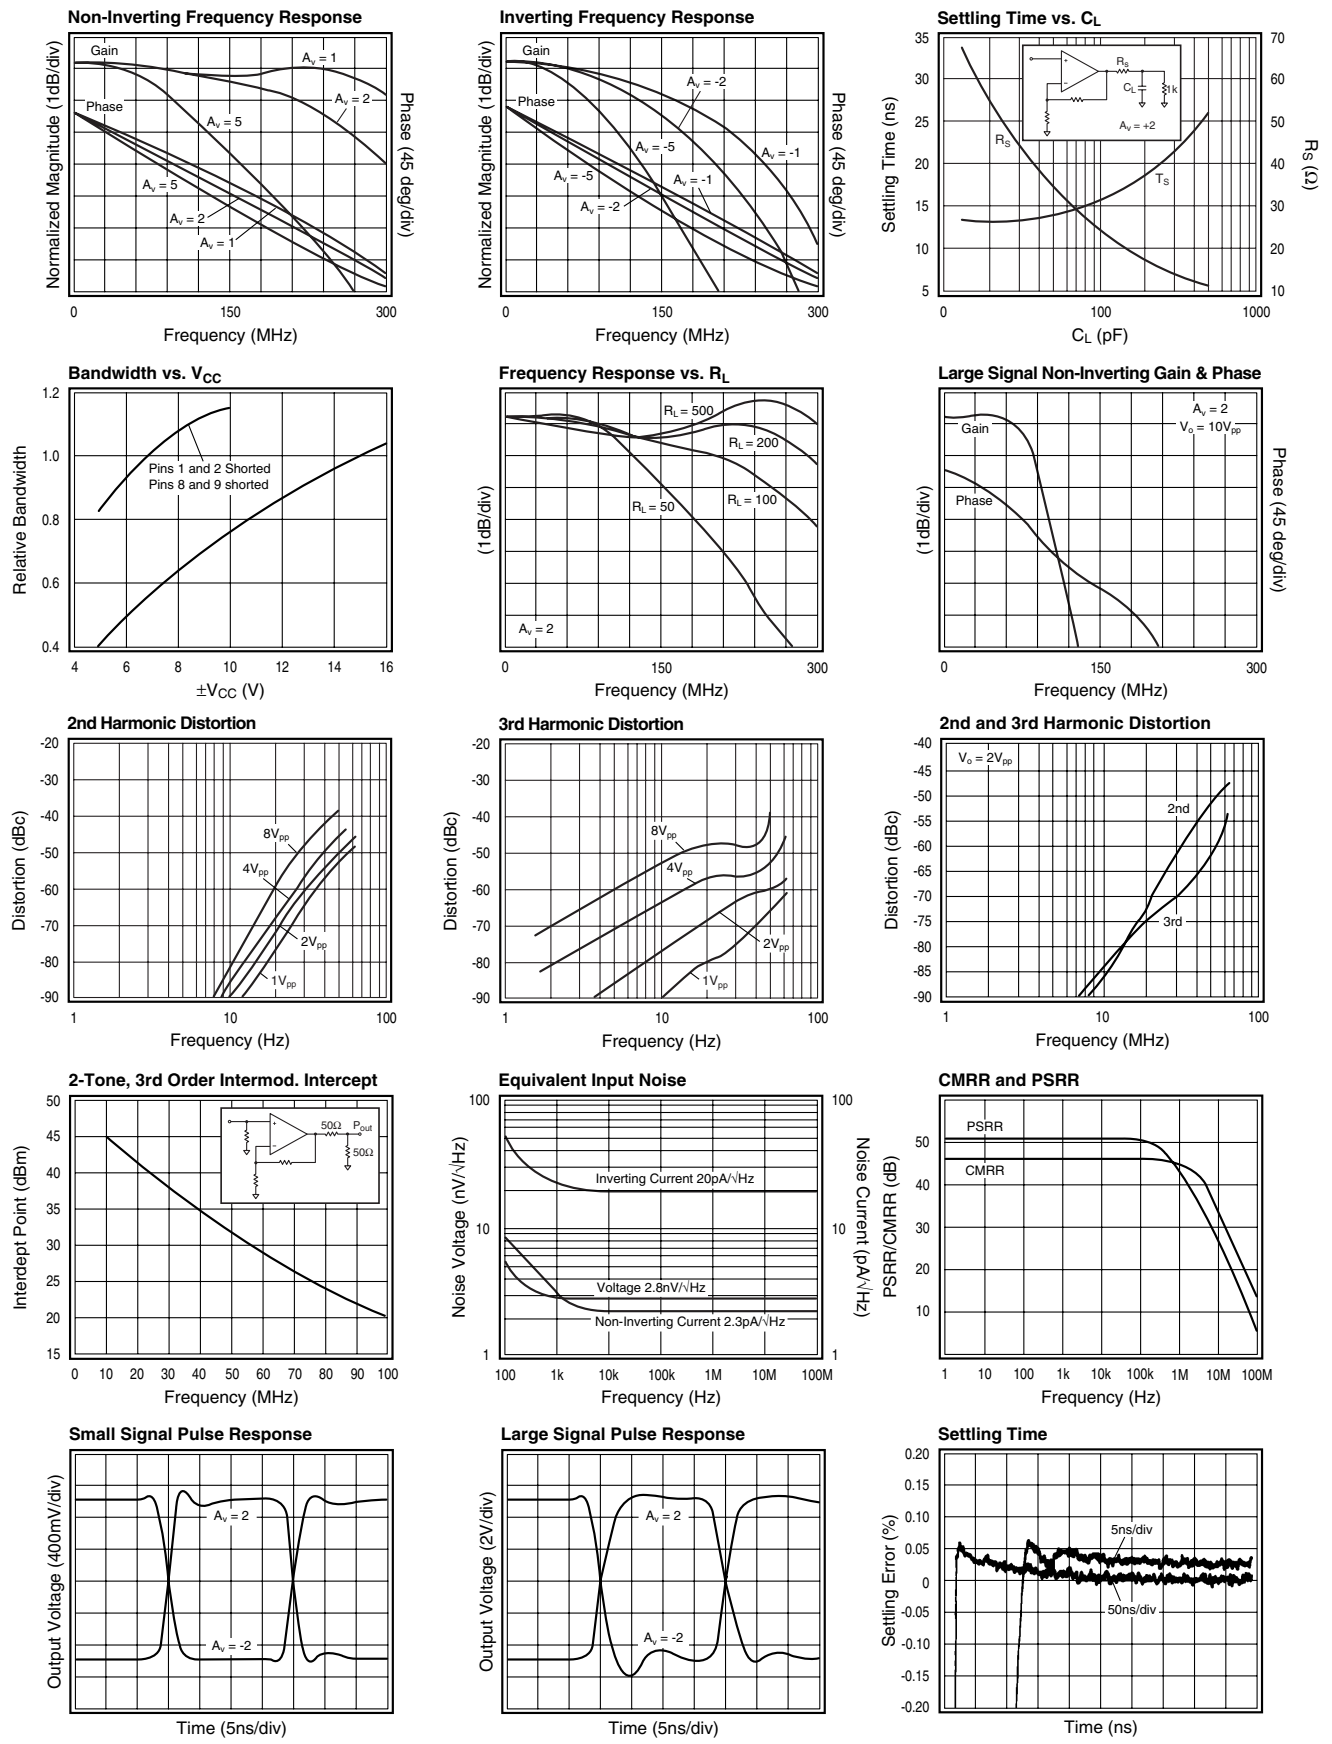 Non-Inverting Frequency Response
Normalized Magnitude (1dB/div)
Phase (45 deg/div)
Gain
Phase
Av = 1
Av = 2
Av = 5
Av = 5
Av = 2
Av = 1
0 150 300
Frequency (MHz)
Inverting Frequency Response
Normalized Magnitude (1dB/div)
Phase (45 deg/div)
Gain
Phase
Av = -2
Av = -5
Av = -1
Av = -5
Av = -1
Av = -2
0 150 300
Frequency (MHz)
Settling Time vs. CL
Settling Time (ns)
RS (Ω)
35 70
30 60
25 50
20 40
15 30
10 20
5 10
Rs
CL
1k
Av = +2
RS
TS
0 100 1000
CL (pF)
Bandwidth vs. VCC
Relative Bandwidth
1.2
1.0
0.8
0.6
0.4
Pins 1 and 2 Shorted
Pins 8 and 9 shorted
4 6 8 10 12 14 16
±VCC (V)
Frequency Response vs. RL
(1dB/div)
RL = 500
RL = 200
RL = 100
RL = 50
Av = 2
0 150 300
Frequency (MHz)
Large Signal Non-Inverting Gain & Phase
(1dB/div)
Phase (45 deg/div)
Av = 2
Vo = 10Vpp
Gain
Phase
0 150 300
Frequency (MHz)
2nd Harmonic Distortion
Distortion (dBc)
-20
-30
-40
-50
-60
-70
-80
-90
8Vpp
4Vpp
2Vpp
1Vpp
1 10 100
Frequency (Hz)
3rd Harmonic Distortion
Distortion (dBc)
-20
-30
-40
-50
-60
-70
-80
-90
8Vpp
4Vpp
2Vpp
1Vpp
1 10 100
Frequency (Hz)
2nd and 3rd Harmonic Distortion
Distortion (dBc)
-40
-45
-50
-55
-60
-70
-75
-80
-85
-90
Vo = 2Vpp
2nd
3rd
1 10 100
Frequency (MHz)
2-Tone, 3rd Order Intermod. Intercept
Interdept Point (dBm)
50
45
40
35
30
25
20
15
50Ω
Pout
50Ω
0 10 20 30 40 50 60 70 80 90 100
Frequency (MHz)
Equivalent Input Noise
Noise Voltage (nV/√Hz)
Noise Current (pA/√Hz)
100 100
10 10
1 1
Inverting Current 20pA/√Hz
Voltage 2.8nV/√Hz
Non-Inverting Current 2.3pA/√Hz
100 1k 10k 100k 1M 10M 100M
Frequency (Hz)
CMRR and PSRR
PSRR/CMRR (dB)
50
40
30
20
10
PSRR
CMRR
1 10 100 1k 10k 100k 1M 10M 100M
Frequency (Hz)
Small Signal Pulse Response
Output Voltage (400mV/div)
Av = 2
Av = -2
Time (5ns/div)
Large Signal Pulse Response
Output Voltage (2V/div)
Av = 2
Av = -2
Time (5ns/div)
Settling Time
Settling Error (%)
0.20
0.15
0.10
0.05
0
-0.05
-0.10
-0.15
-0.20
5ns/div
50ns/div
Time (ns)